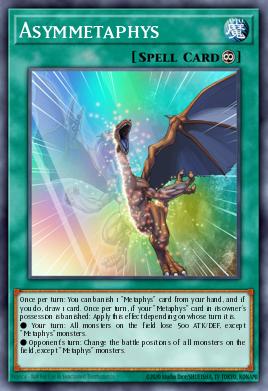 Asymmetaphys
魔
[Spell Card]
Once per turn: You can banish 1 "Metaphys" card from your hand, and if
you do, draw 1 card. Once per turn, if your "Metaphys" card in its owner's
possession is banished: Apply this effect depending on whose turn it is.
● Your Turn: All monsters on the field lose 500 ATK/DEF, except
"Metaphys" monsters.
● Opponent's turn: Change the battle positions of all monsters on
the field, except "Metaphys" monsters.